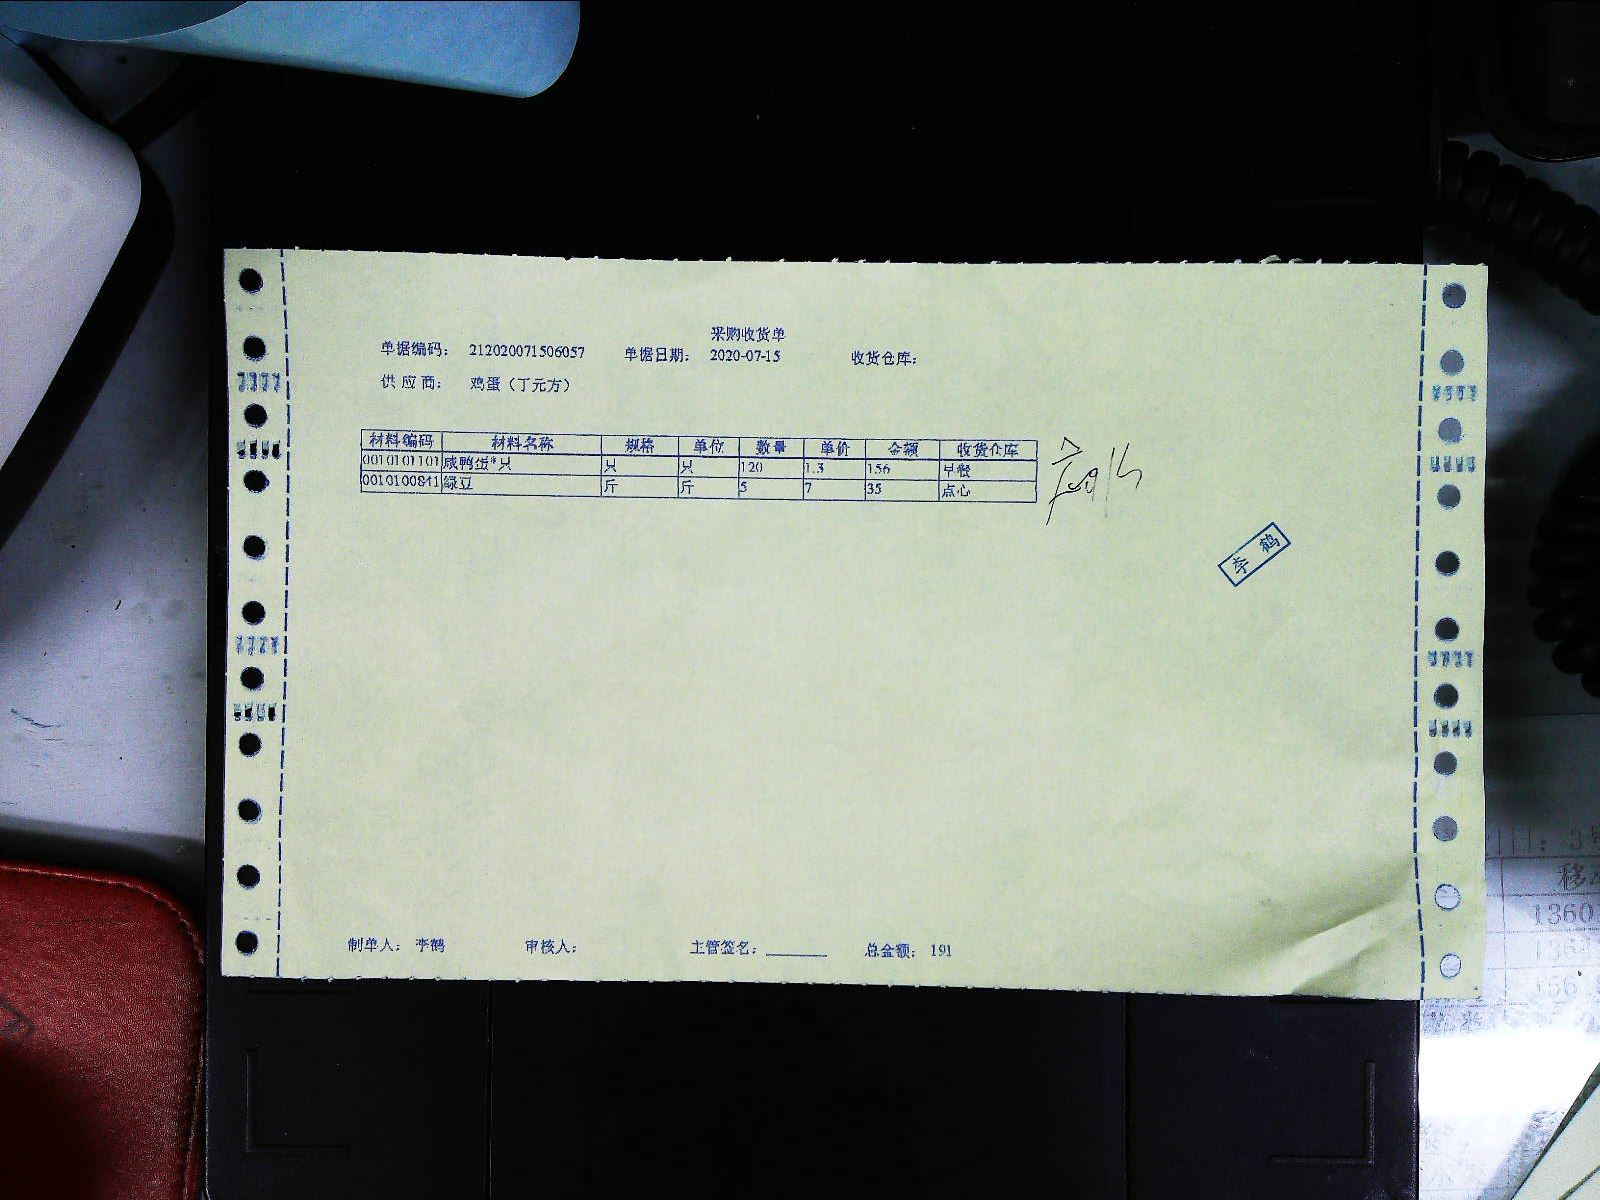 采购收货单
单据编码： 212020071506057 单据日期： 2020-07-15 收货仓库：
供 应 商： 鸡蛋（丁元方）
材料编码 材料名称 规格 单位 数量 单价 金额 收货仓库
0010101101 咸鸭蛋*只 只 只 120 1.3 156 早餐
0010100841 绿豆 斤 斤 5 7 35 点心
李 鹤
制单人： 李鹤 审核人： 主管签名：______ 总金额： 191